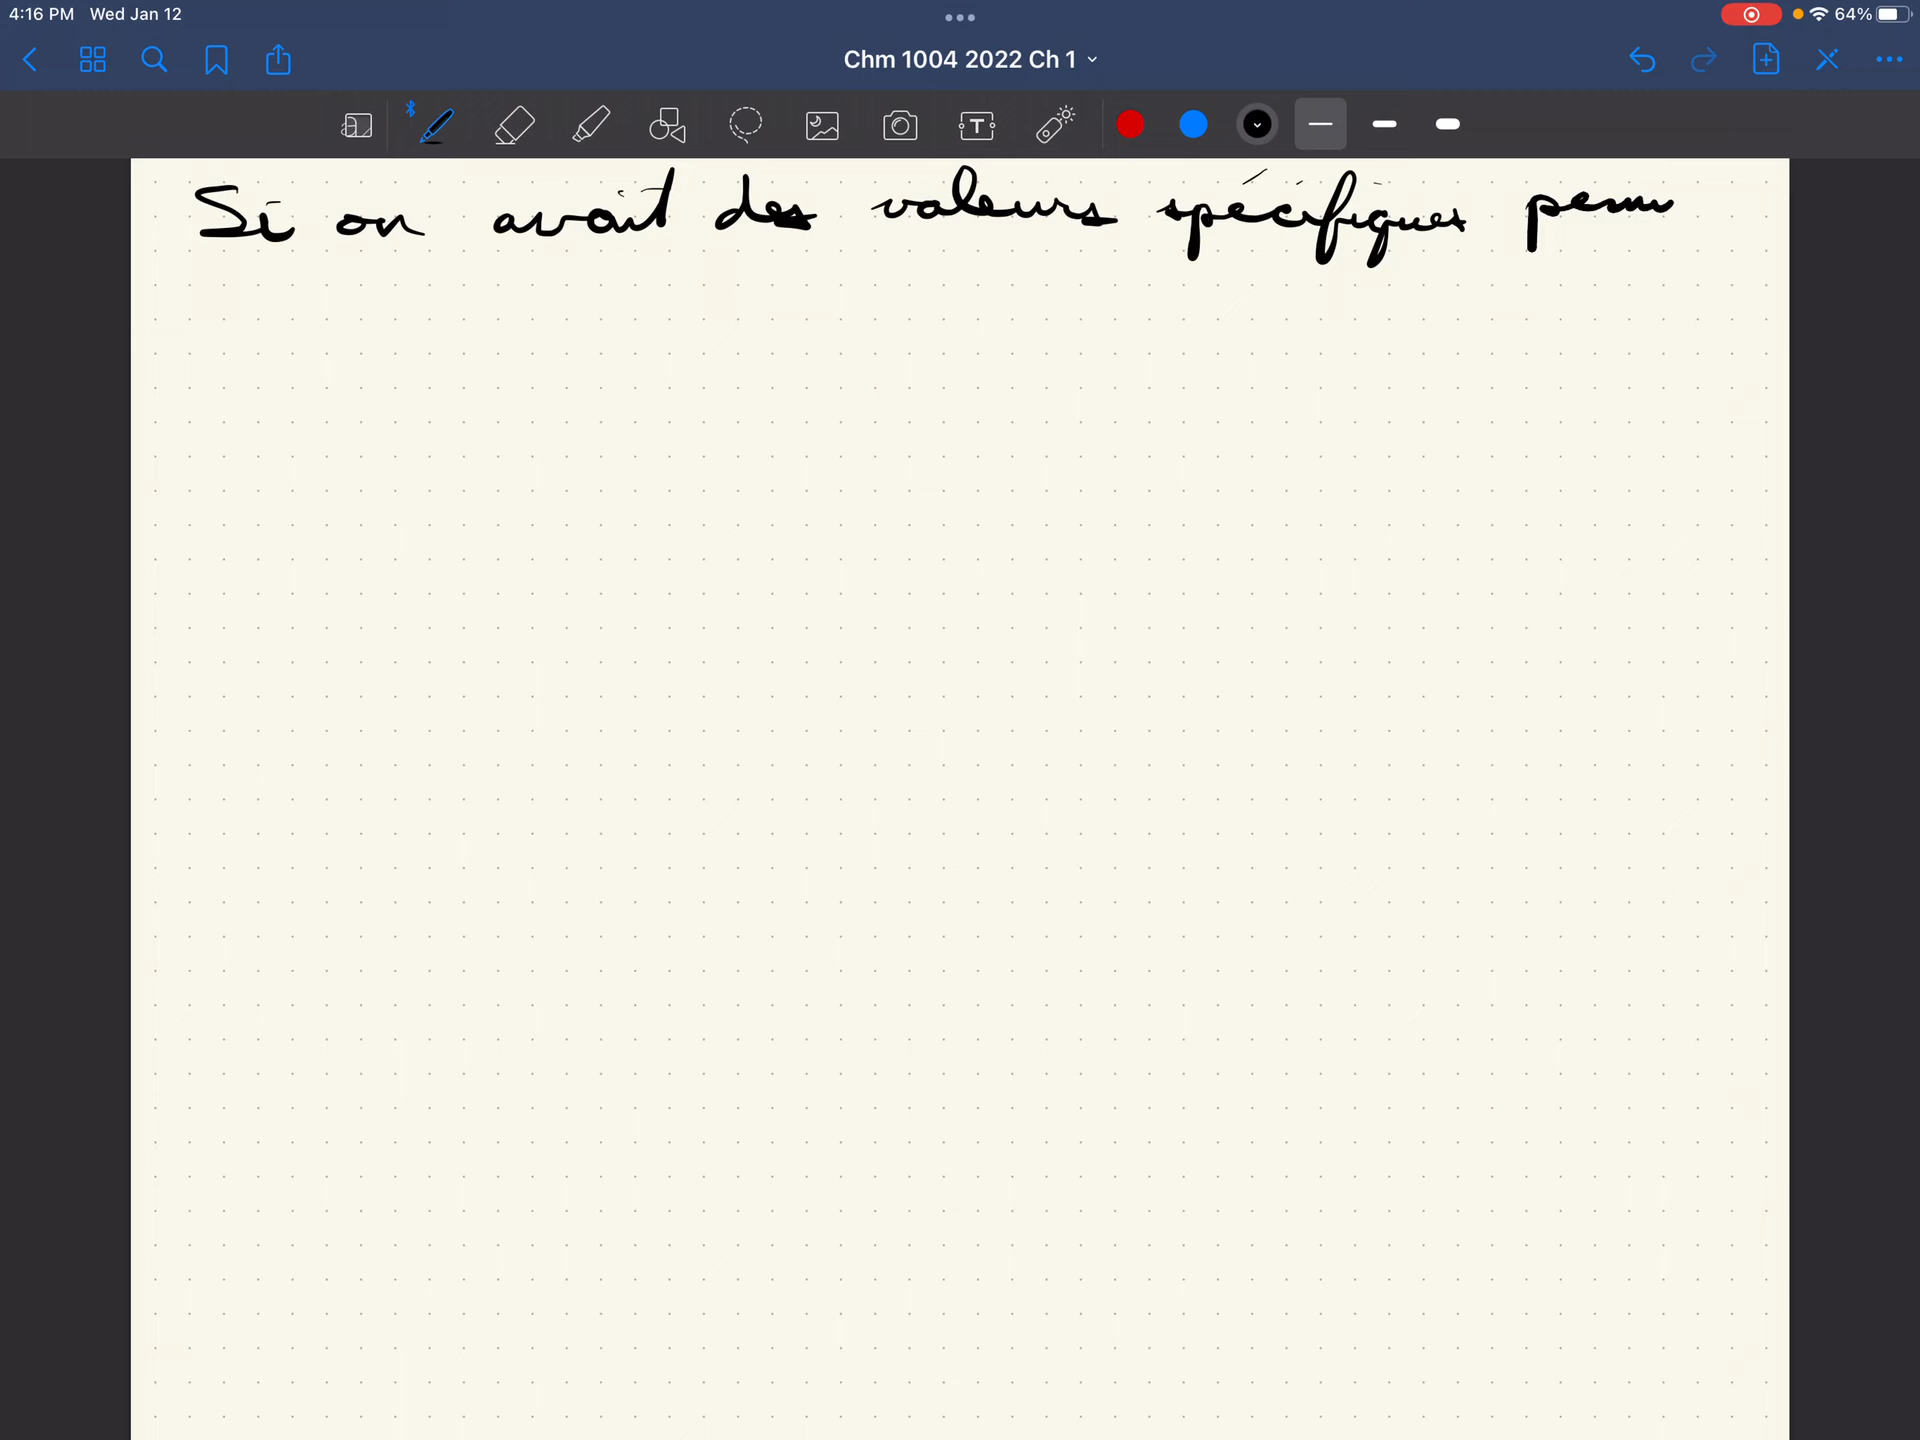 4:16 PM Wed Jan 12
64%
Chm 1004 2022 Ch 1
T
Si on avait des valeurs spécifiques